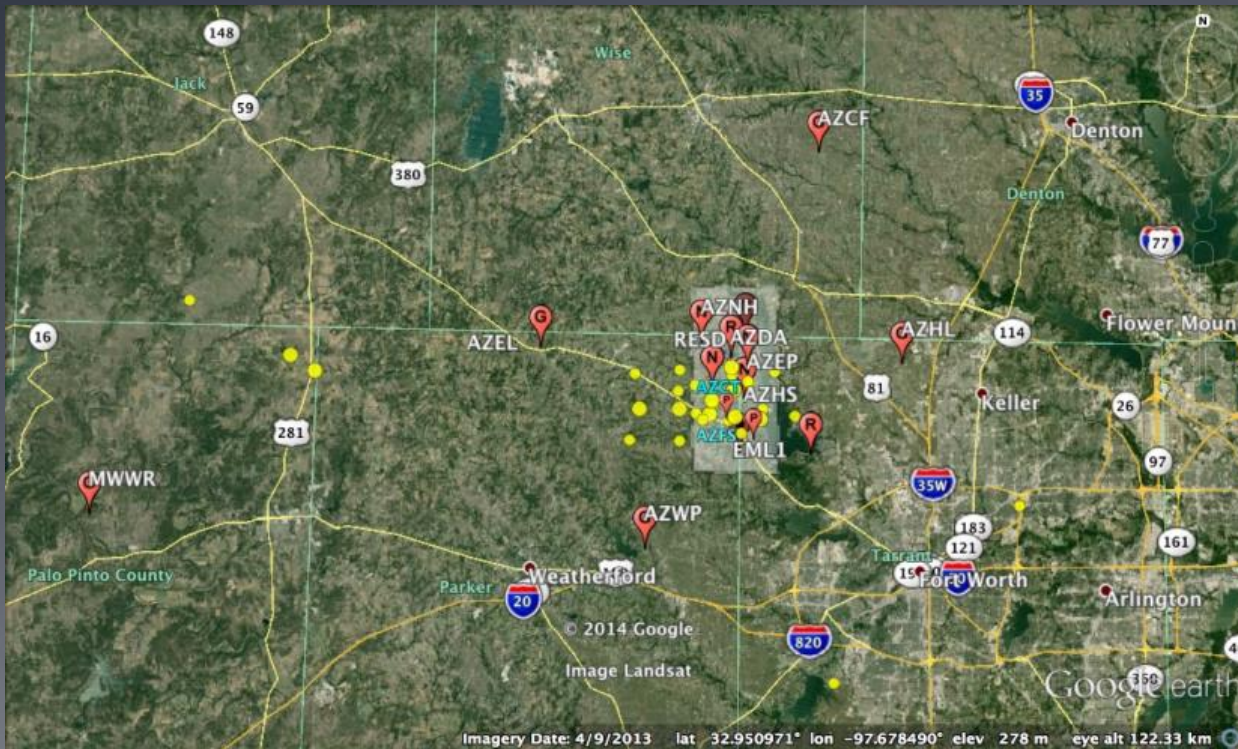 N
148
Wise
Jack
35
59
AZCF
Denton
380
Denton
77
AZNH
16
G
AZEL
RESD
AZDA
AZHL
114
Flower Moun
N
AZEP
AZCT
AZHS
81
Keller
26
P
281
P
R
AZFS
EML1
97
MWWR
35W
AZWP
183
161
121
Tarrant
Palo Pinto County
Parker
Weatherford
Fort Worth
20
Arlington
© 2014 Google
820
Image Landsat
360
Google earth
Imagery Date: 4/9/2013 lat 32.950971° lon -97.678490° elev 278 m eye alt 122.33 km